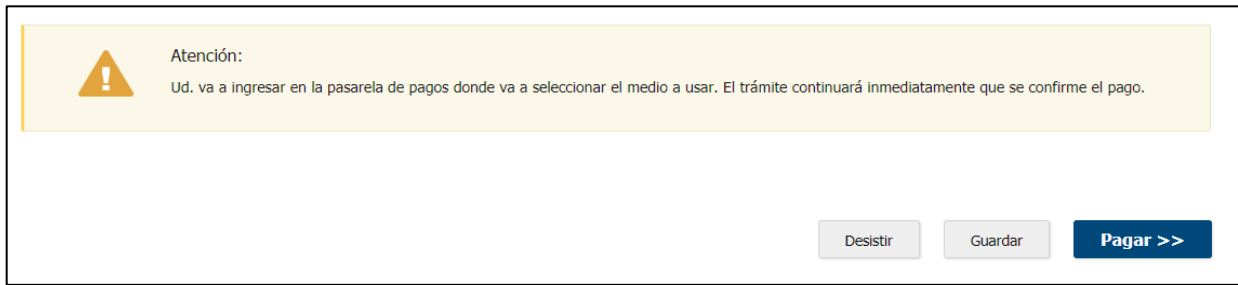 Atención:
Ud. va a ingresar en la pasarela de pagos donde va a seleccionar el medio a usar. El trámite continuará inmediatamente que se confirme el pago.
Desistir
Guardar
Pagar >>